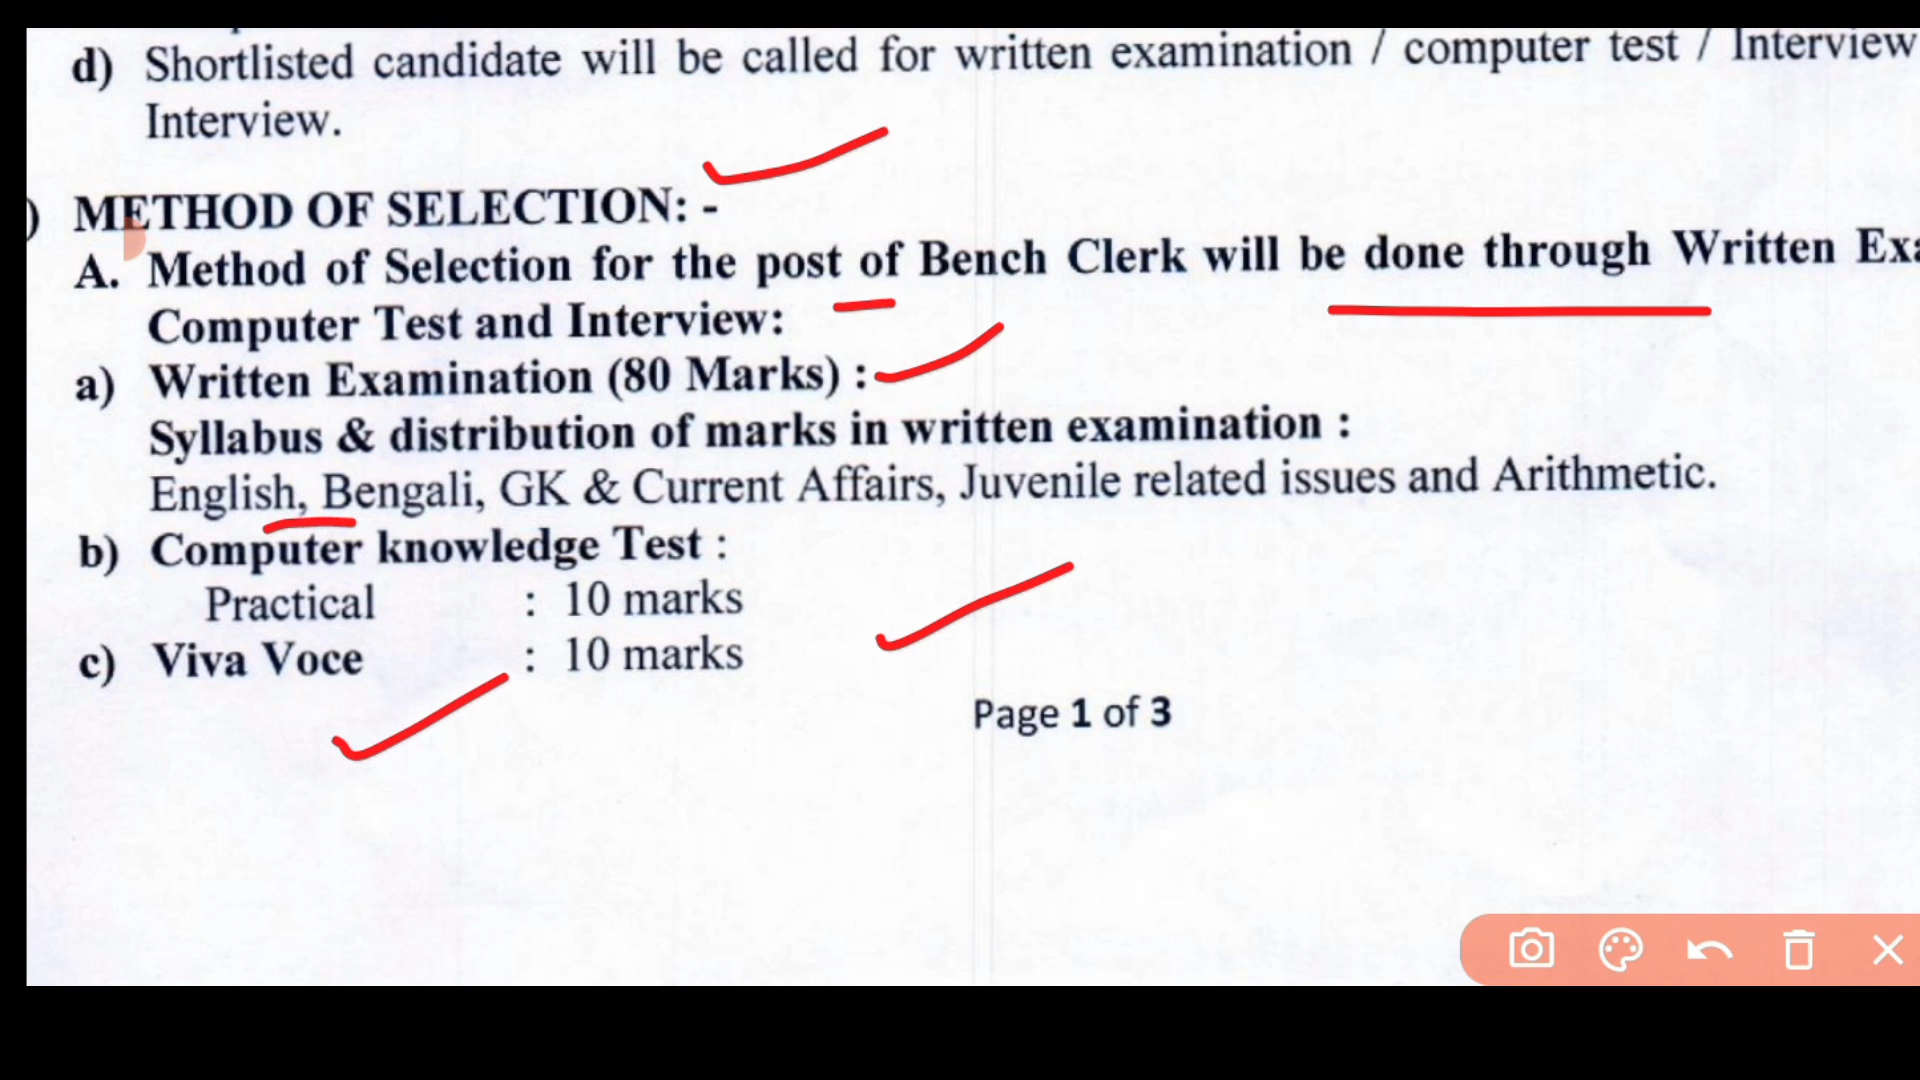 d) Shortlisted candidate will be called for written examination / computer test / Interview
Interview.
) METHOD OF SELECTION: -
A. Method of Selection for the post of Bench Clerk will be done through Written Exa
Computer Test and Interview:
a) Written Examination (80 Marks) :
Syllabus & distribution of marks in written examination :
English, Bengali, GK & Current Affairs, Juvenile related issues and Arithmetic.
b) Computer knowledge Test :
Practical : 10 marks
c) Viva Voce : 10 marks
Page 1 of 3